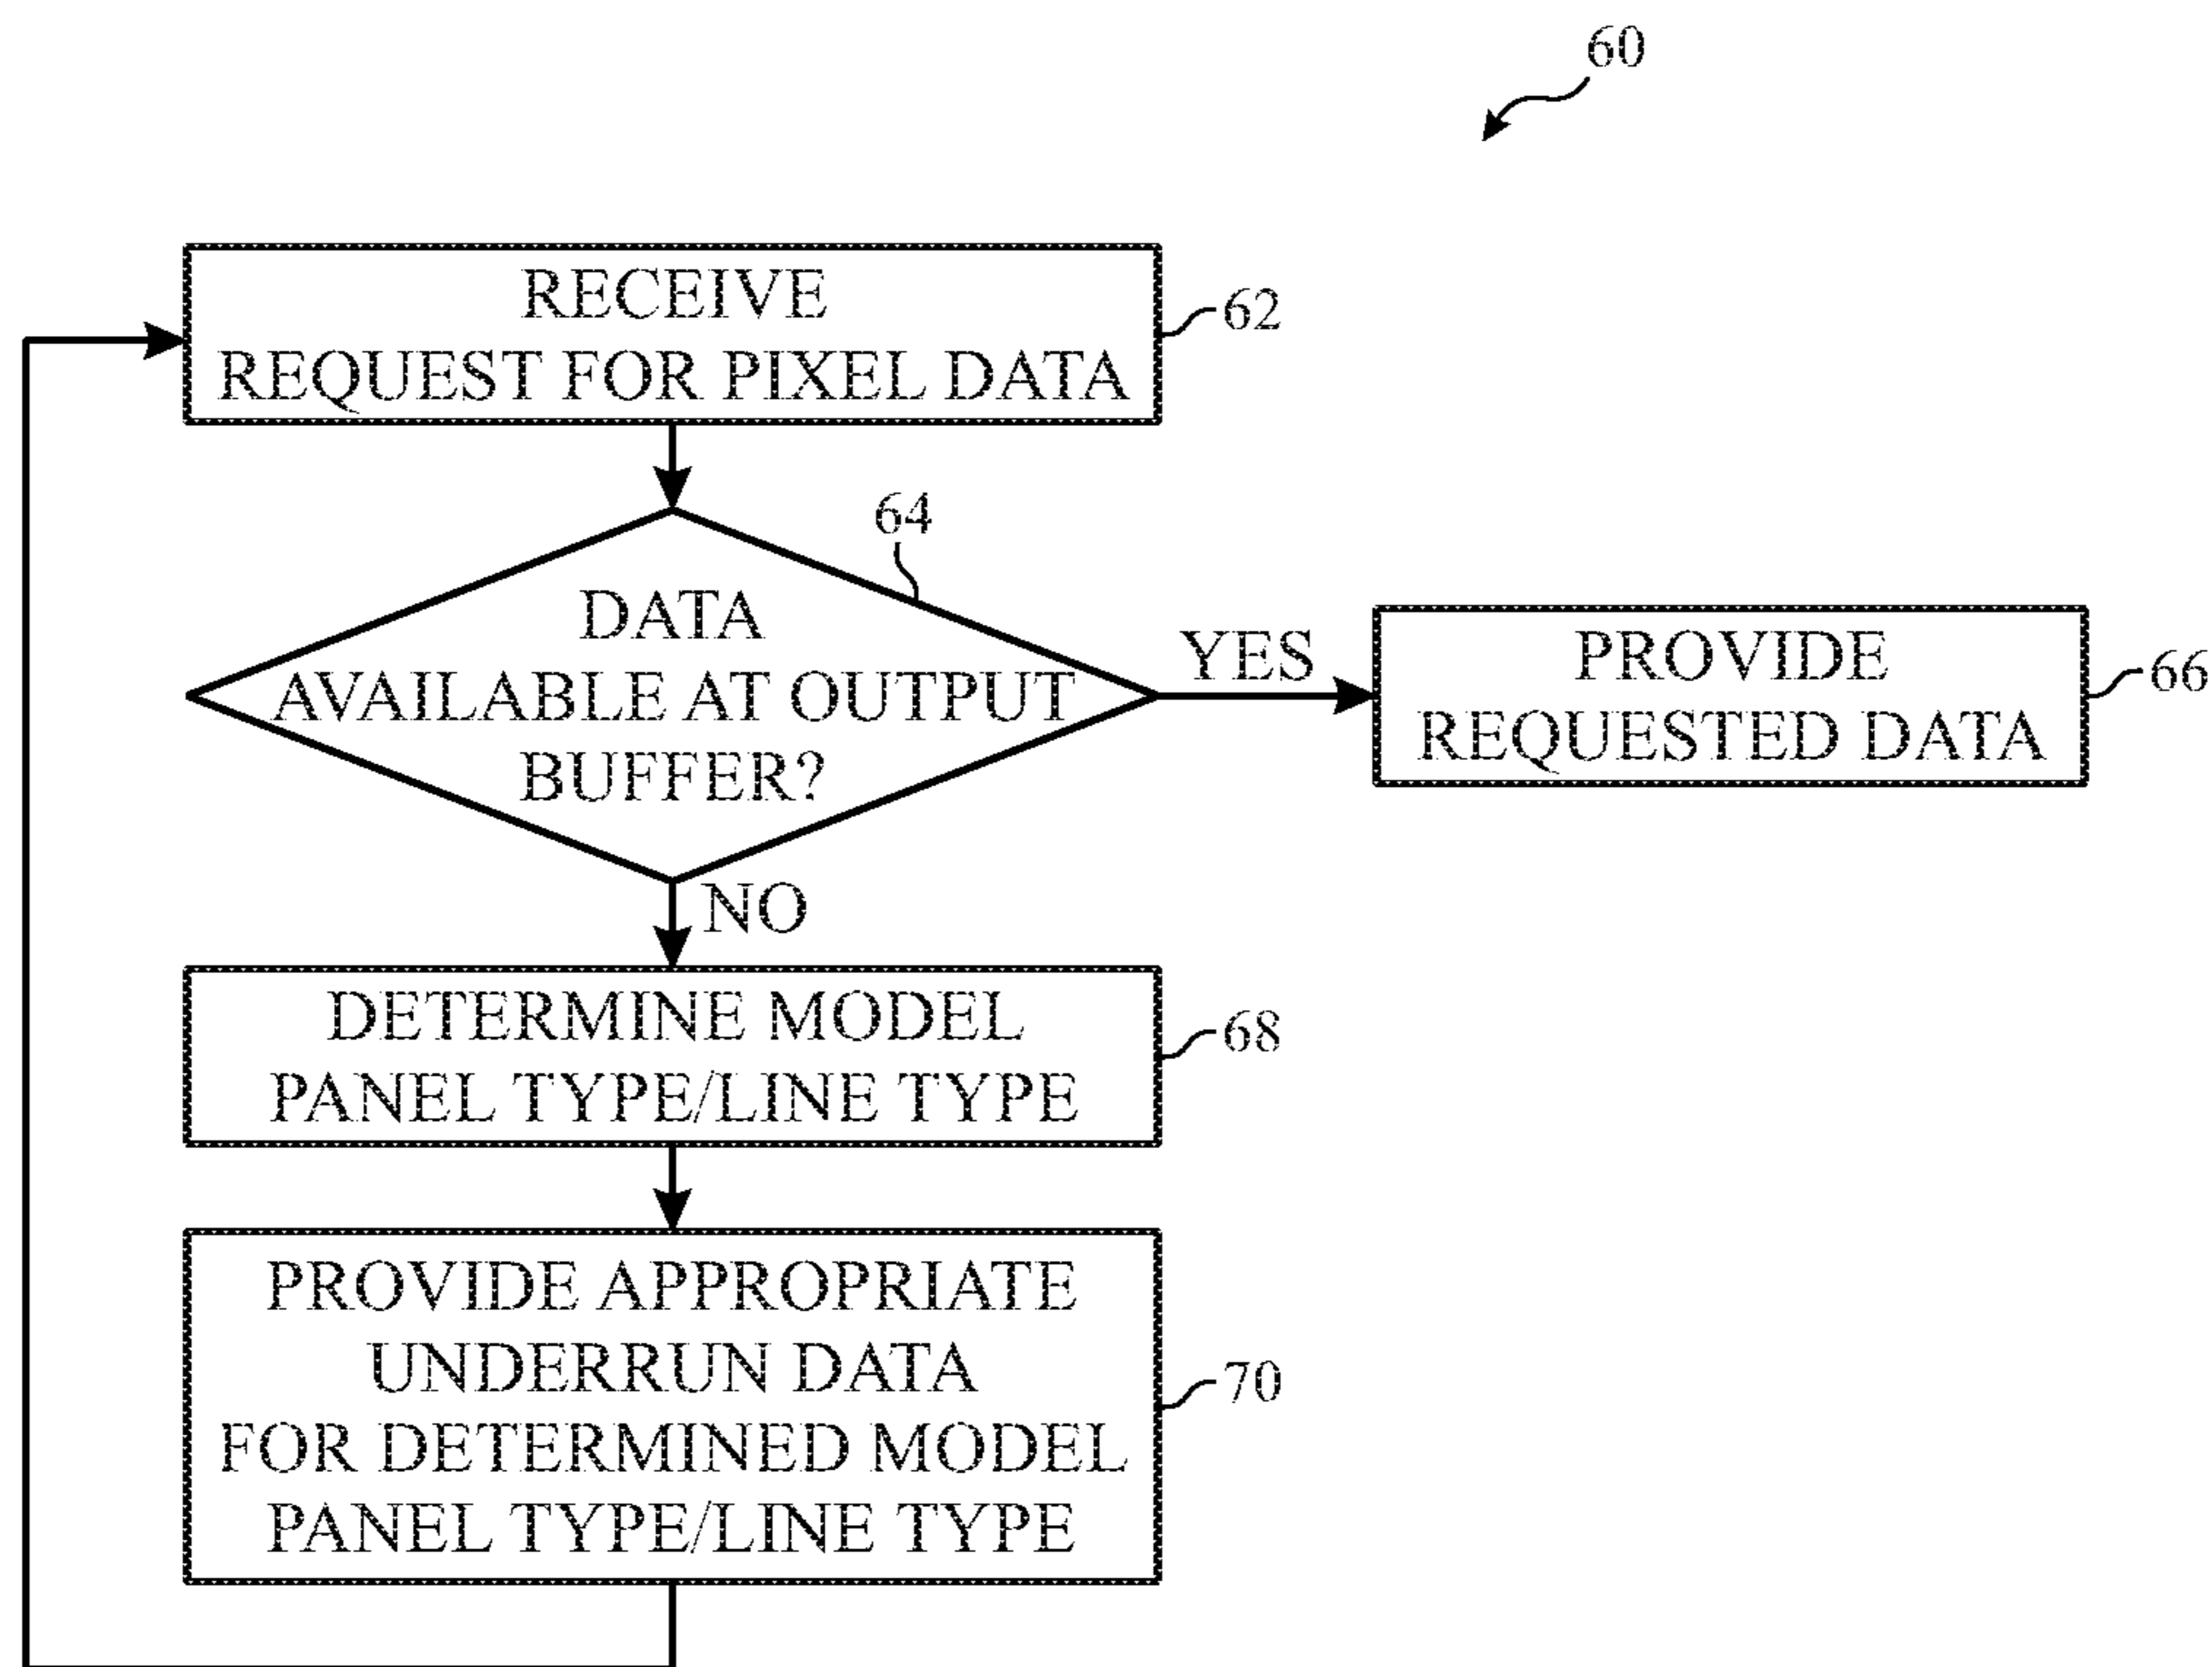 60
RECEIVE
REQUEST FOR PIXEL DATA
62
64
DATA
AVAILABLE AT OUTPUT
BUFFER?
YES
PROVIDE
REQUESTED DATA
66
NO
DETERMINE MODEL
PANEL TYPE/LINE TYPE
68
PROVIDE APPROPRIATE
UNDERRUN DATA
FOR DETERMINED MODEL
PANEL TYPE/LINE TYPE
70